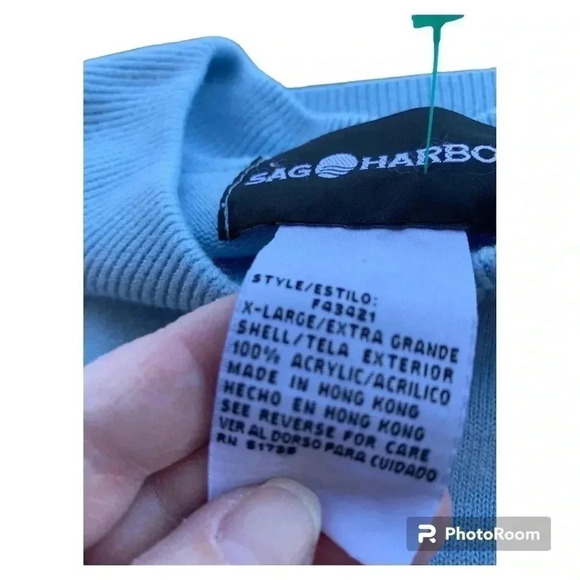 SAG HARBO
STYLE/ESTILO:
F43421
X-LARGE/EXTRA GRANDE
SHELL/TELA EXTERIOR
100% ACRYLIC/ACRILICO
MADE IN HONG KONG
HECHO EN HONG KONG
SEE REVERSE FOR CARE
VER AL DORSO PARA CUIDADO
RN
PhotoRoom